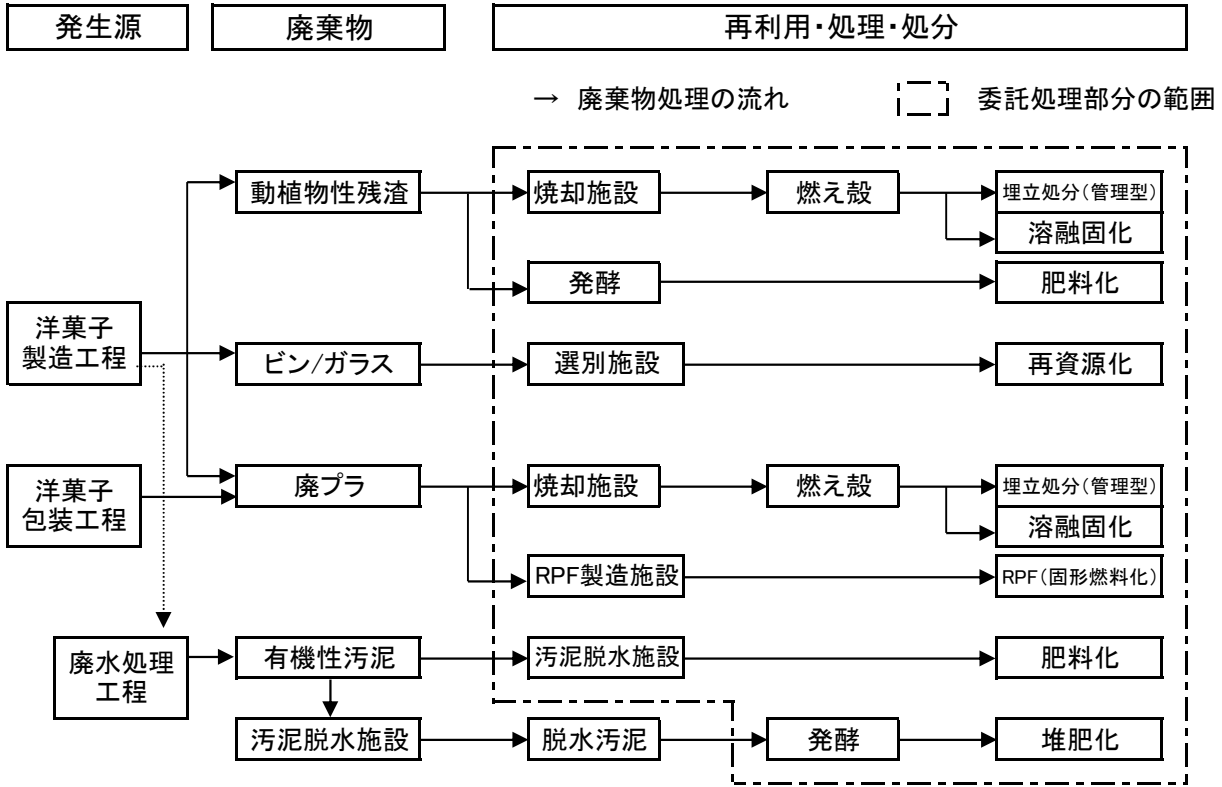 発生源
廃棄物
再利用・処理・処分
→ 廃棄物処理の流れ
委託処理部分の範囲
動植物性残渣
焼却施設
燃え殻
埋立処分(管理型)
溶融固化
発酵
肥料化
洋菓子
製造工程
ビン/ガラス
選別施設
再資源化
洋菓子
包装工程
廃プラ
焼却施設
燃え殻
埋立処分(管理型)
溶融固化
RPF製造施設
RPF(固形燃料化)
廃水処理
工程
有機性汚泥
汚泥脱水施設
肥料化
汚泥脱水施設
脱水汚泥
発酵
堆肥化